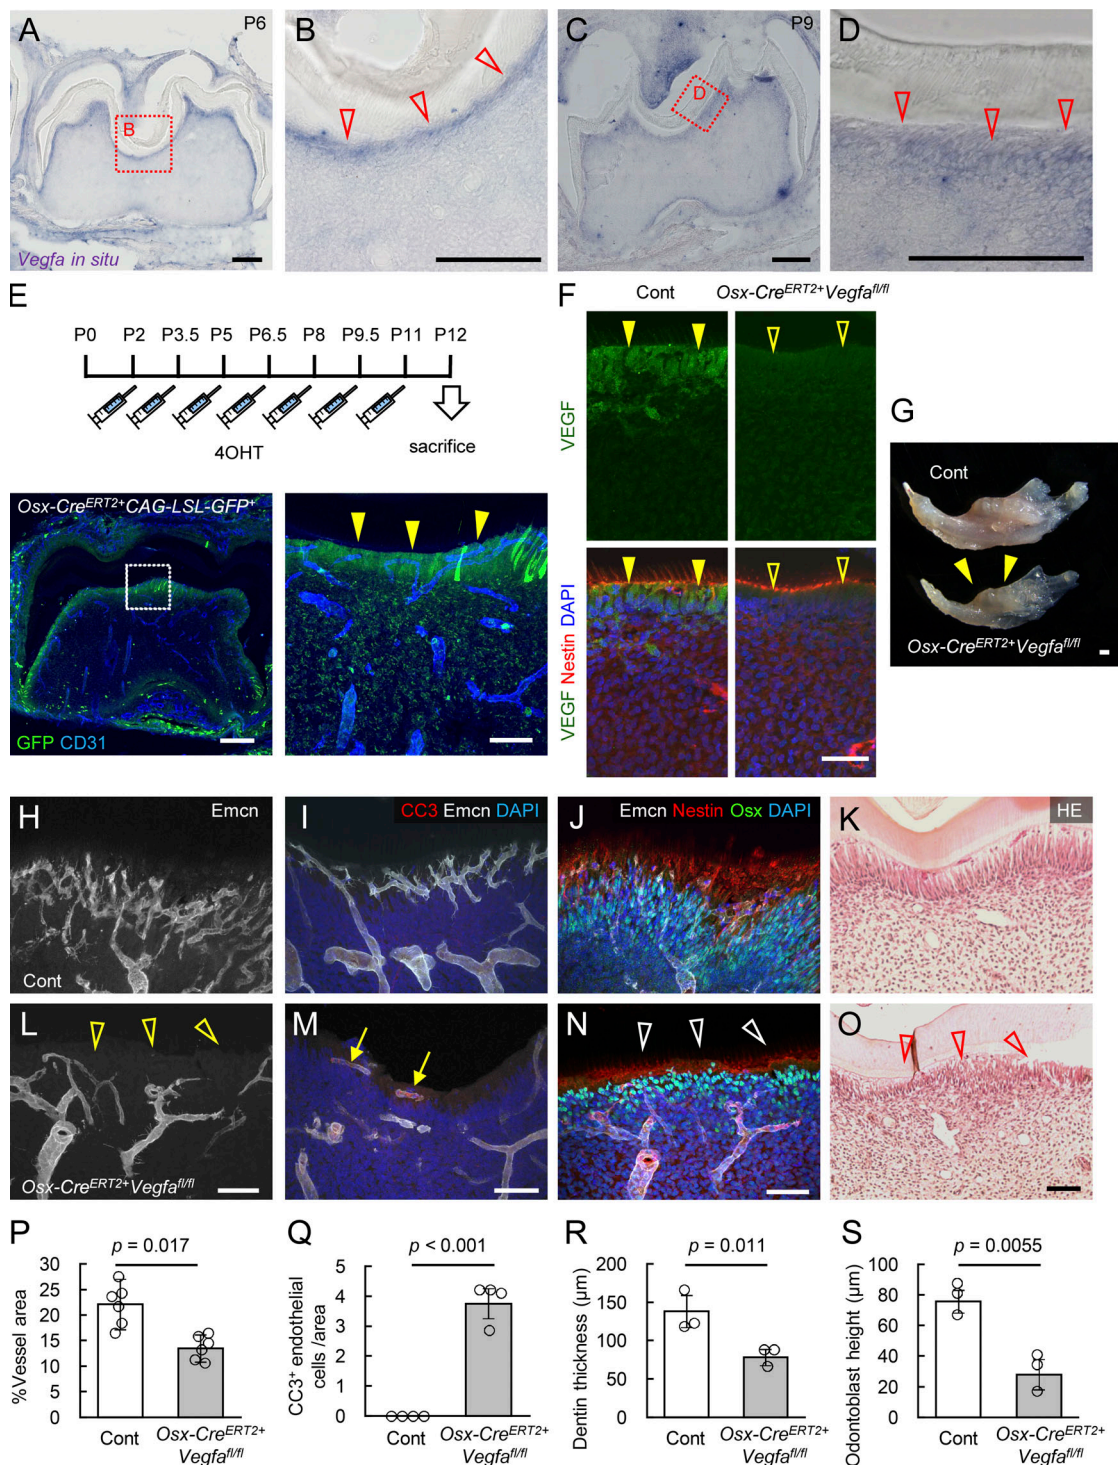 A
P6
B
B
C
P9
D
D
Vegfa in situ
E
P0 P2 P3.5 P5 P6.5 P8 P9.5 P11 P12
4OHT
sacrifice
Osx-CreERT2+CAG-LSL-GFP+
GFP CD31
F
Cont
Osx-CreERT2+Vegfafl/fl
VEGF
VEGF Nestin DAPI
G
Cont
Osx-CreERT2+Vegfafl/fl
H
Emcn
Cont
I
CC3 Emcn DAPI
J
Emcn Nestin Osx DAPI
K
HE
L
Osx-CreERT2+Vegfafl/fl
M
N
O
P
p = 0.017
%Vessel area
30
25
20
15
10
5
0
Cont
Osx-CreERT2+
Vegfafl/fl
Q
p < 0.001
CC3+ endothelial
cells /area
5
4
3
2
1
0
Cont
Osx-CreERT2+
Vegfafl/fl
R
p = 0.011
Dentin thickness (μm)
200
150
100
50
0
Cont
Osx-CreERT2+
Vegfafl/fl
S
p = 0.0055
Odontoblast height (μm)
100
80
60
40
20
0
Cont
Osx-CreERT2+
Vegfafl/fl